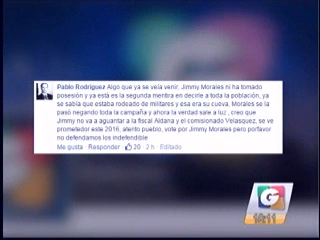 Pablo Rodriguez Algo que ya se veía venir, Jimmy Morales ni ha tomado
posesión y ya está es la segunda mentira en decirle a toda la población, ya
se sabía que estaba rodeado de militares y esa era su cueva, Morales se la
pasó negando toda la campaña y ahora la verdad sale a luz , creo que
Jimmy no va a aguantar a la fiscal Aldana y el comisionado Velasquez, se ve
prometedor este 2016, atento pueblo, vote por Jimmy Morales pero porfavor
no defendamos los indefendible
Me gusta · Responder · 20 · 2 h · Editado
G
18:11